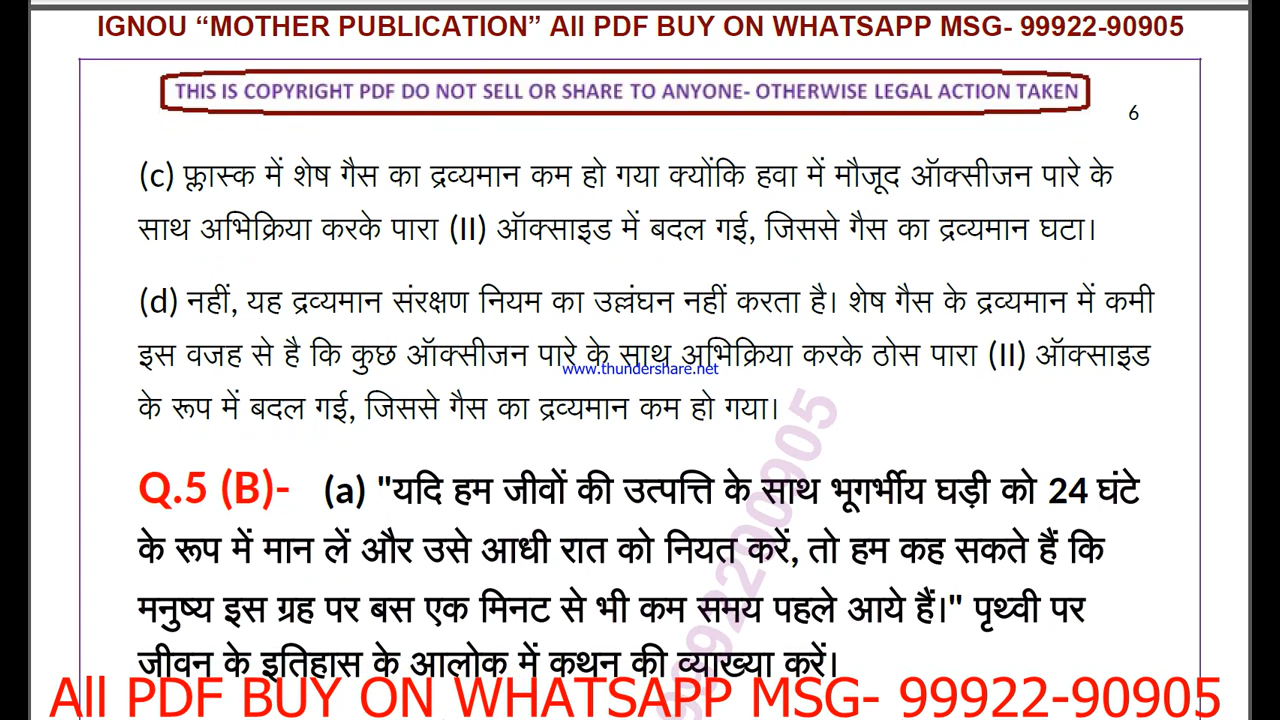 IGNOU “MOTHER PUBLICATION” All PDF BUY ON WHATSAPP MSG- 99922-90905
THIS IS COPYRIGHT PDF DO NOT SELL OR SHARE TO ANYONE- OTHERWISE LEGAL ACTION TAKEN
6
(c) फ़्लास्क में शेष गैस का द्रव्यमान कम हो गया क्योंकि हवा में मौजूद ऑक्सीजन पारे के
साथ अभिक्रिया करके पारा (II) ऑक्साइड में बदल गई, जिससे गैस का द्रव्यमान घटा।
(d) नहीं, यह द्रव्यमान संरक्षण नियम का उल्लंघन नहीं करता है। शेष गैस के द्रव्यमान में कमी
इस वजह से है कि कुछ ऑक्सीजन पारे के साथ अभिक्रिया करके ठोस पारा (II) ऑक्साइड
www.thundershare.net
के रूप में बदल गई, जिससे गैस का द्रव्यमान कम हो गया।
Q.5 (B)- (a) "यदि हम जीवों की उत्पत्ति के साथ भूगर्भीय घड़ी को 24 घंटे
के रूप में मान लें और उसे आधी रात को नियत करें, तो हम कह सकते हैं कि
मनुष्य इस ग्रह पर बस एक मिनट से भी कम समय पहले आये हैं।" पृथ्वी पर
जीवन के इतिहास के आलोक में कथन की व्याख्या करें।
All PDF BUY ON WHATSAPP MSG- 99922-90905